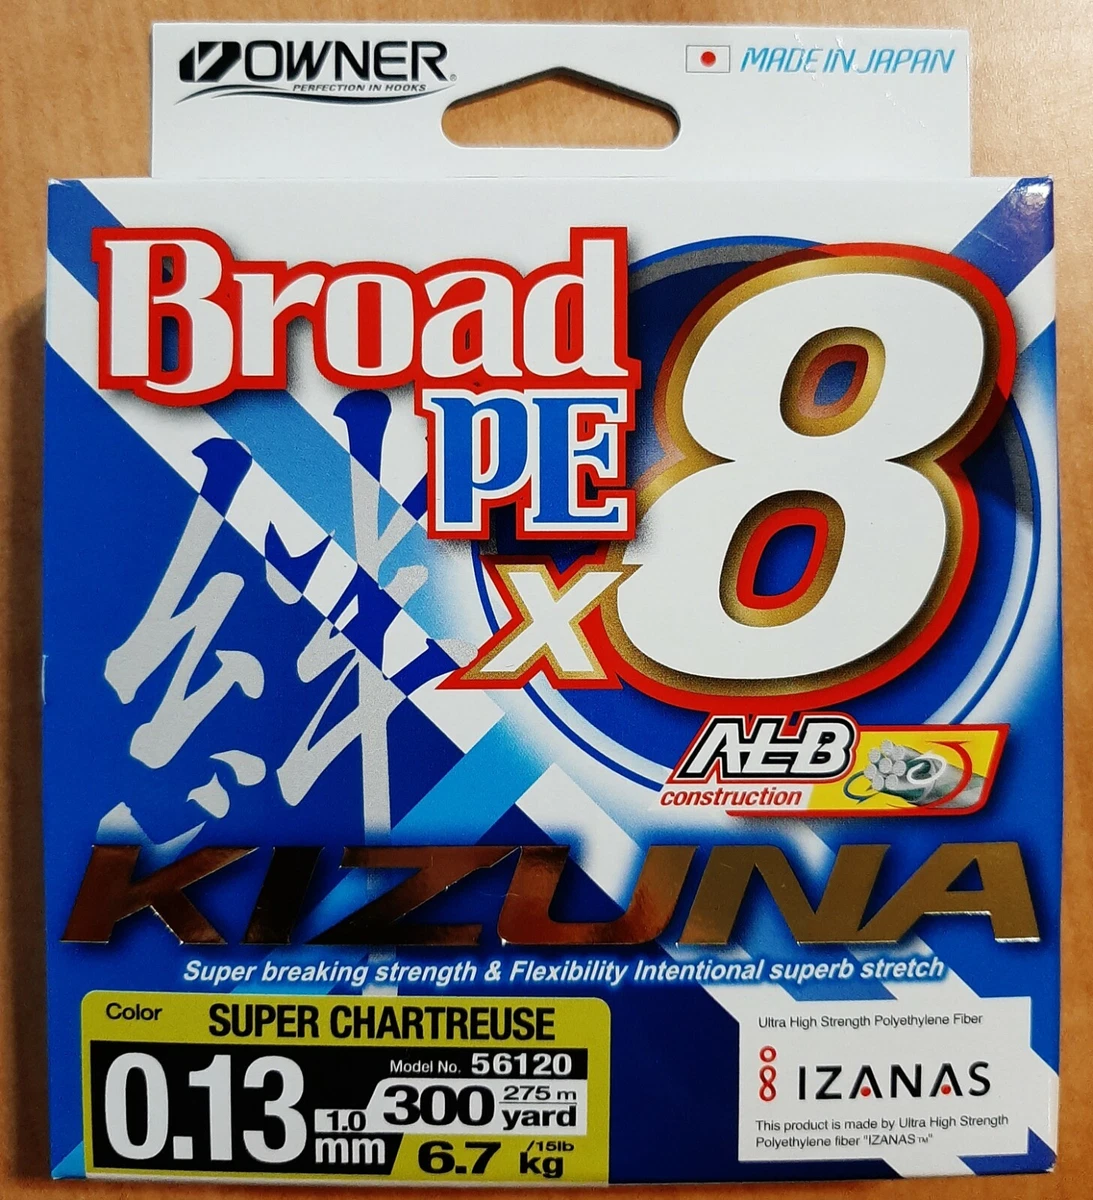 OWNER®
PERFECTION IN HOOKS
MADE IN JAPAN
Broad
PE
x8
絆
AL-B
construction
KIZUNA
Super breaking strength & Flexibility Intentional superb stretch
Color SUPER CHARTREUSE
Model No. 56120
0.13 mm
1.0
300 yard
275 m
6.7 kg
/15lb
Ultra High Strength Polyethylene Fiber
IZANAS
This product is made by Ultra High Strength
Polyethylene fiber "IZANAS™"